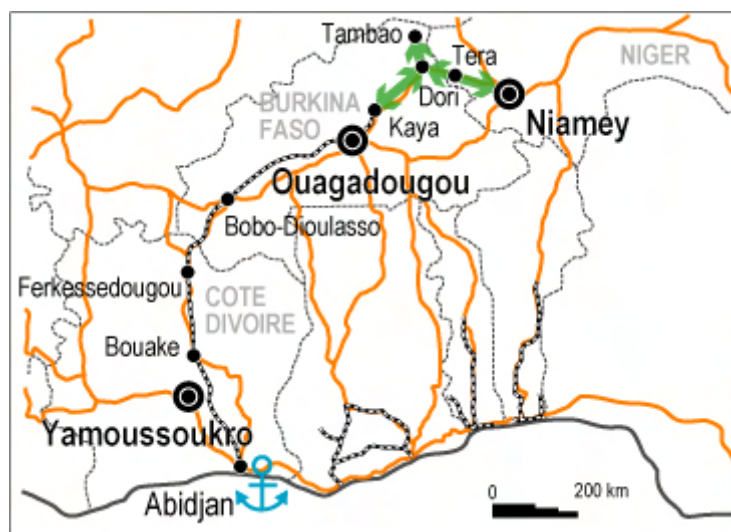 Tambao
Tera
NIGER
BURKINA
FASO
Dori
Kaya
Niamey
Ouagadougou
Bobo-Dioulasso
Ferkessedougou
COTE
DIVOIRE
Bouake
Yamoussoukro
Abidjan
0 200 km